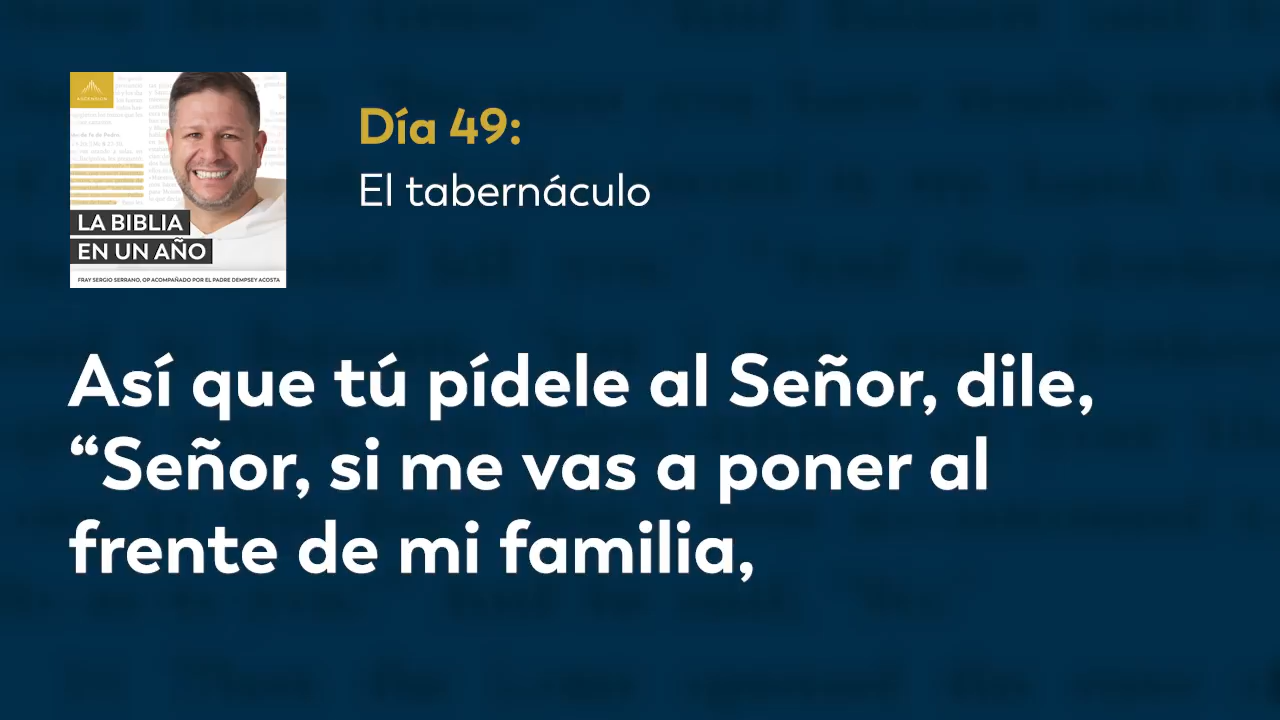 ASCENSION
LA BIBLIA
EN UN AÑO
FRAY SERGIO SERRANO, OP ACOMPAÑADO POR EL PADRE DEMPSEY ACOSTA
Día 49:
El tabernáculo
Así que tú pídele al Señor, dile,
“Señor, si me vas a poner al
frente de mi familia,